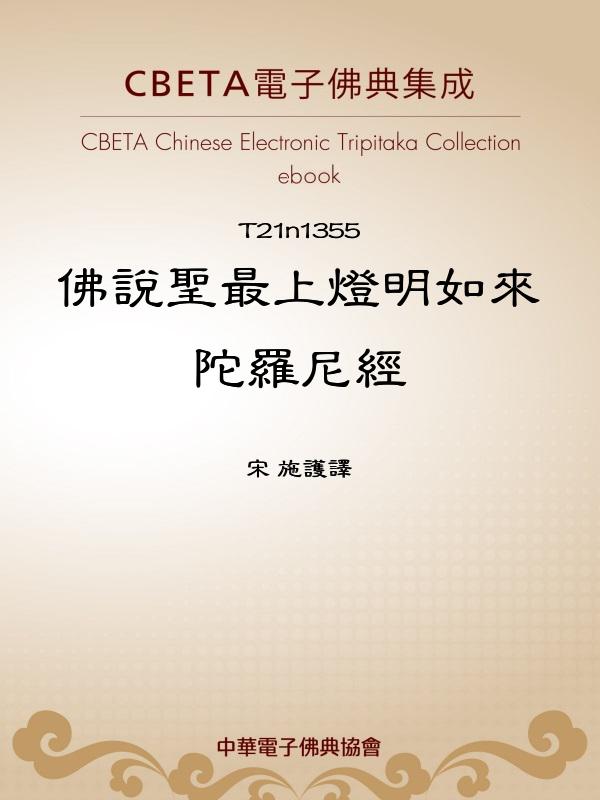 CBETA電子佛典集成
CBETA Chinese Electronic Tripitaka Collection
ebook
T21n1355
佛說聖最上燈明如來
陀羅尼經
宋 施護譯
中華電子佛典協會